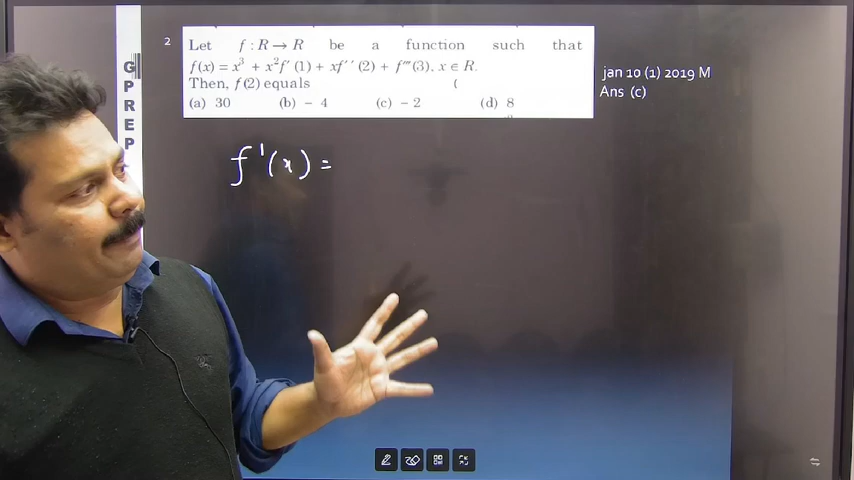 2
Let f : R → R be a function such that
f(x) = x³ + x²f′(1) + xf′′(2) + f′′′(3), x ∈ R.
Then, f(2) equals
(a) 30 (b) – 4 (c) – 2 (d) 8
jan 10 (1) 2019 M
Ans (c)
G
P
R
E
P
f'(x) =